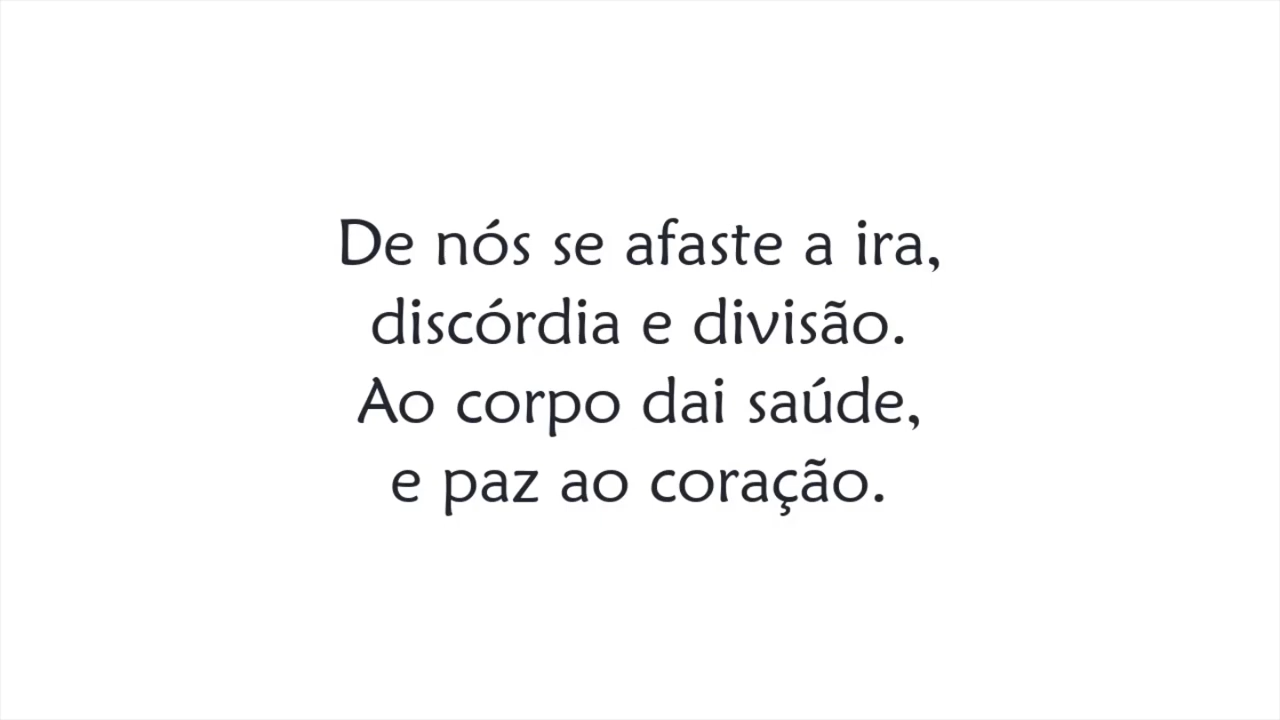 De nós se afaste a ira,
discórdia e divisão.
Ao corpo dai saúde,
e paz ao coração.